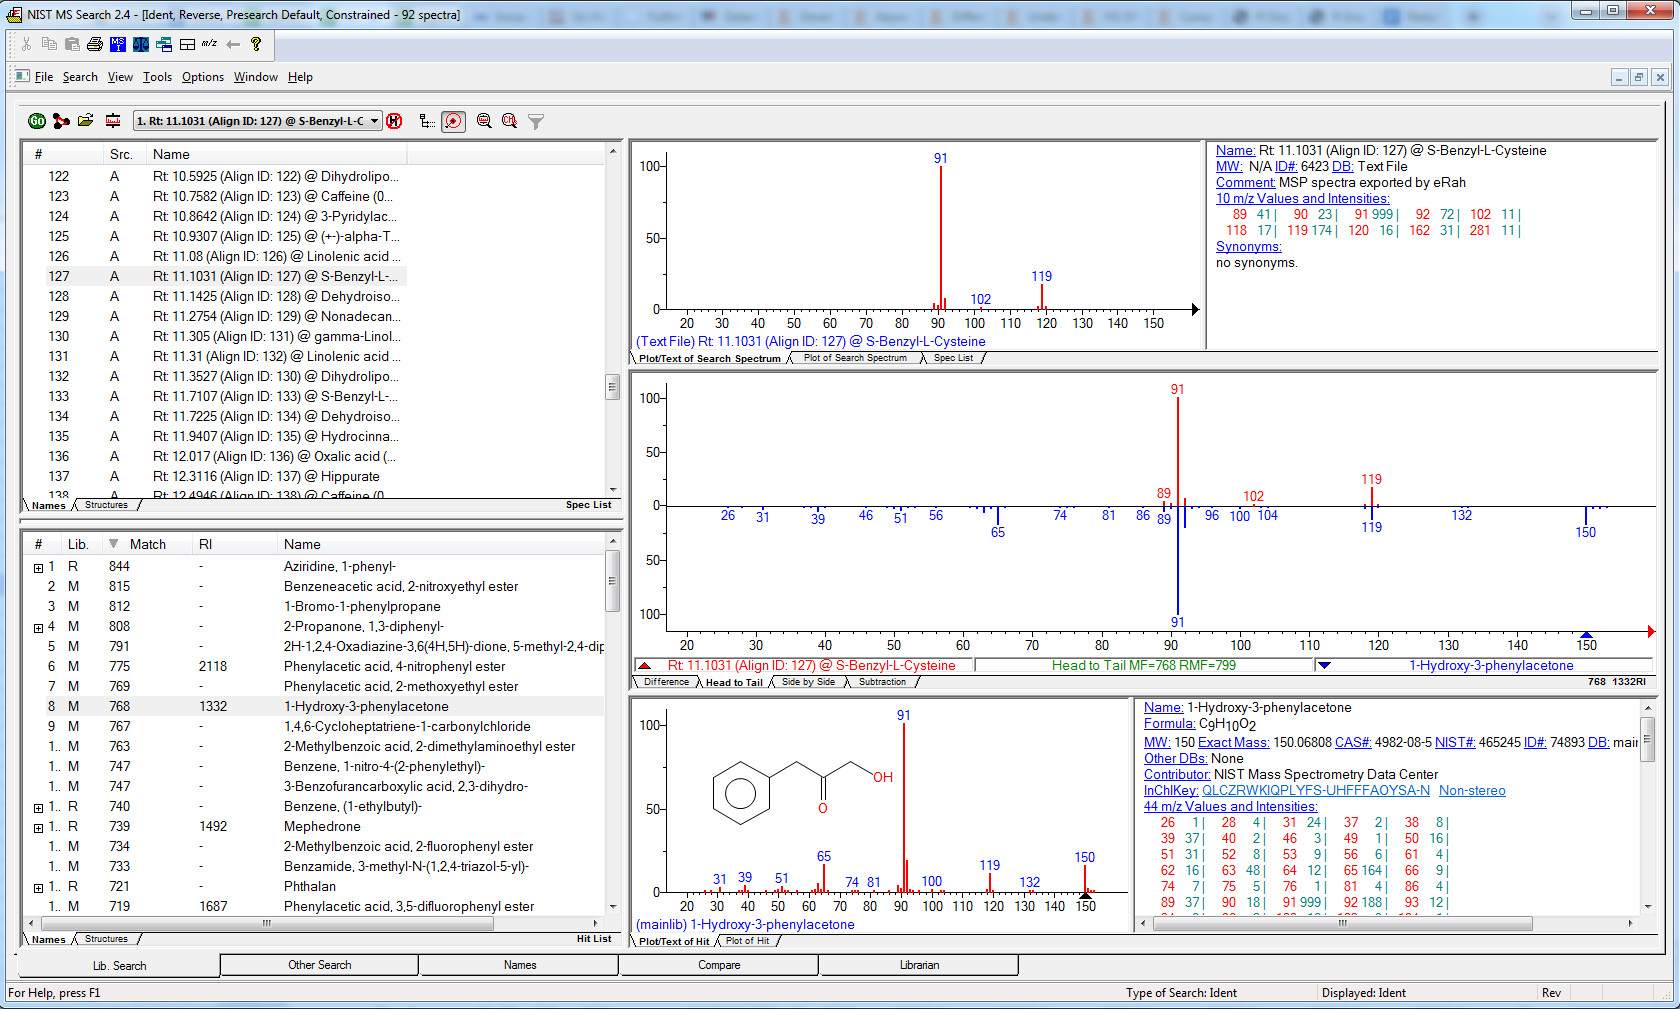 NIST MS Search 2.4 - [Ident, Reverse, Presearch Default, Constrained - 92 spectra]
MS I m/z ?
File Search View Tools Options Window Help
GO 1. Rt: 11.1031 (Align ID: 127) @ S-Benzyl-L-C
# Src. Name
122 A Rt: 10.5925 (Align ID: 122) @ Dihydrolipo...
123 A Rt: 10.7582 (Align ID: 123) @ Caffeine (0...
124 A Rt: 10.8642 (Align ID: 124) @ 3-Pyridylac...
125 A Rt: 10.9307 (Align ID: 125) @ (+-)-alpha-T...
126 A Rt: 11.08 (Align ID: 126) @ Linolenic acid ...
127 A Rt: 11.1031 (Align ID: 127) @ S-Benzyl-L-...
128 A Rt: 11.1425 (Align ID: 128) @ Dehydroiso...
129 A Rt: 11.2754 (Align ID: 129) @ Nonadecan...
130 A Rt: 11.305 (Align ID: 131) @ gamma-Linol...
131 A Rt: 11.31 (Align ID: 132) @ Linolenic acid ...
132 A Rt: 11.3527 (Align ID: 130) @ Dihydrolipo...
133 A Rt: 11.7107 (Align ID: 133) @ S-Benzyl-L-...
134 A Rt: 11.7225 (Align ID: 134) @ Dehydroiso...
135 A Rt: 11.9407 (Align ID: 135) @ Hydrocinna...
136 A Rt: 12.017 (Align ID: 136) @ Oxalic acid (...
137 A Rt: 12.3116 (Align ID: 137) @ Hippurate
138 A Rt: 12.4946 (Align ID: 138) @ Caffeine (0
Names Structures Spec List
100
50
0
91
119
102
20 30 40 50 60 70 80 90 100 110 120 130 140 150
(Text File) Rt: 11.1031 (Align ID: 127) @ S-Benzyl-L-Cysteine
Plot/Text of Search Spectrum Plot of Search Spectrum Spec List
Name: Rt: 11.1031 (Align ID: 127) @ S-Benzyl-L-Cysteine
MW: N/A ID#: 6423 DB: Text File
Comment: MSP spectra exported by eRah
10 m/z Values and Intensities:
89 41| 90 23| 91 999| 92 72| 102 11|
118 17| 119 174| 120 16| 162 31| 281 11|
Synonyms:
no synonyms.
# Lib. Match RI Name
1 R 844 - Aziridine, 1-phenyl-
2 M 815 - Benzeneacetic acid, 2-nitroxyethyl ester
3 M 812 - 1-Bromo-1-phenylpropane
4 M 808 - 2-Propanone, 1,3-diphenyl-
5 M 791 - 2H-1,2,4-Oxadiazine-3,6(4H,5H)-dione, 5-methyl-2,4-dip
6 M 775 2118 Phenylacetic acid, 4-nitrophenyl ester
7 M 769 - Phenylacetic acid, 2-methoxyethyl ester
8 M 768 1332 1-Hydroxy-3-phenylacetone
9 M 767 - 1,4,6-Cycloheptatriene-1-carbonylchloride
1.. M 763 - 2-Methylbenzoic acid, 2-dimethylaminoethyl ester
1.. M 747 - Benzene, 1-nitro-4-(2-phenylethyl)-
1.. M 747 - 3-Benzofurancarboxylic acid, 2,3-dihydro-
1.. R 740 - Benzene, (1-ethylbutyl)-
1.. R 739 1492 Mephedrone
1.. M 734 - 2-Methylbenzoic acid, 2-fluorophenyl ester
1.. M 733 - Benzamide, 3-methyl-N-(1,2,4-triazol-5-yl)-
1.. R 721 - Phthalan
1.. M 719 1687 Phenylacetic acid, 3,5-difluorophenyl ester
Names Structures Hit List
100
50
0
50
100
91
89 102 119
26 31 39 46 51 56 65 74 81 86 89 96 100 104 119 132 150
91
20 30 40 50 60 70 80 90 100 110 120 130 140 150
Rt: 11.1031 (Align ID: 127) @ S-Benzyl-L-Cysteine Head to Tail MF=768 RMF=799 1-Hydroxy-3-phenylacetone
Difference Head to Tail Side by Side Subtraction 768 1332RI
100
50
0
91
OH
O
31 39 51 65 74 81 100 119 132 150
20 30 40 50 60 70 80 90 100 110 120 130 140 150
(mainlib) 1-Hydroxy-3-phenylacetone
Plot/Text of Hit Plot of Hit
Name: 1-Hydroxy-3-phenylacetone
Formula: C9H10O2
MW: 150 Exact Mass: 150.06808 CAS#: 4982-08-5 NIST#: 465245 ID#: 74893 DB: mair
Other DBs: None
Contributor: NIST Mass Spectrometry Data Center
InChIKey: QLCZRWKIQPLYFS-UHFFFAOYSA-N Non-stereo
44 m/z Values and Intensities:
26 1| 28 4| 31 24| 37 2| 38 8|
39 37| 40 2| 46 3| 49 1| 50 16|
51 31| 52 8| 53 9| 56 6| 61 4|
62 16| 63 48| 64 12| 65 164| 66 9|
74 7| 75 5| 76 1| 81 4| 86 4|
89 37| 90 18| 91 999| 92 188| 93 12|
Lib. Search Other Search Names Compare Librarian
For Help, press F1 Type of Search: Ident Displayed: Ident Rev